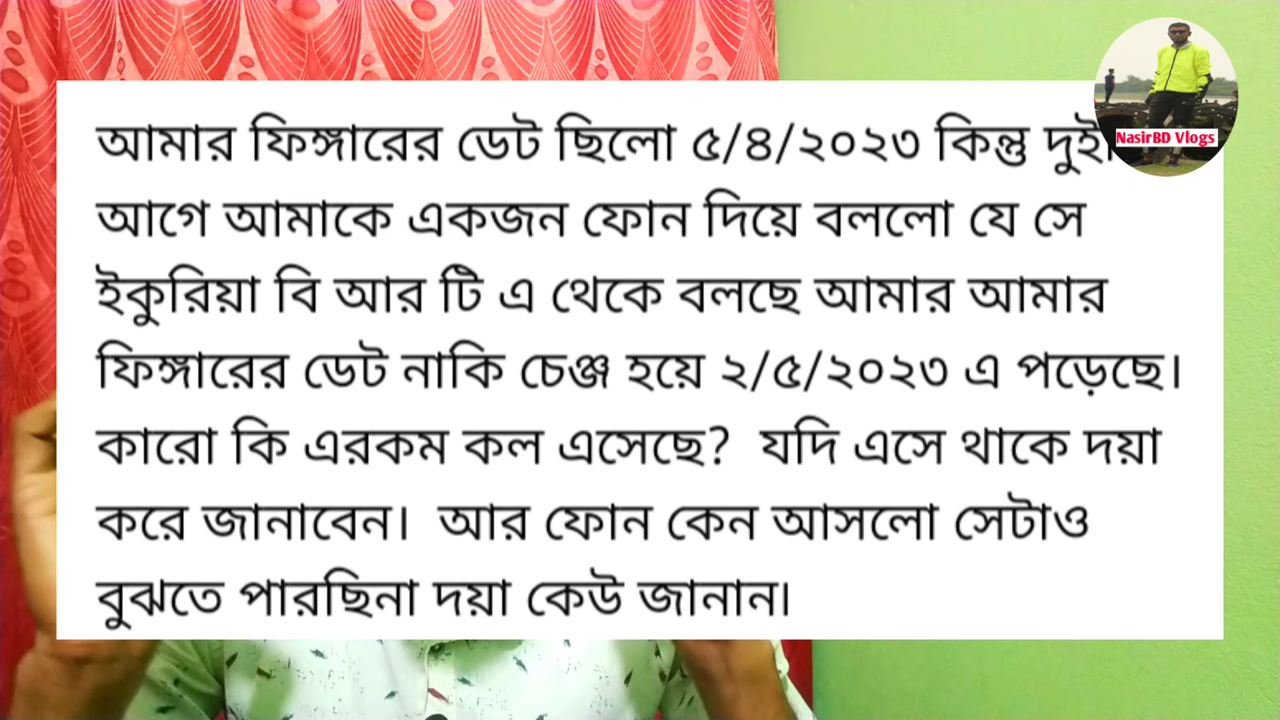 আমার ফিঙ্গারের ডেট ছিলো ৫/৪/২০২৩ কিন্তু দুই
আগে আমাকে একজন ফোন দিয়ে বললো যে সে
ইকুরিয়া বি আর টি এ থেকে বলছে আমার আমার
ফিঙ্গারের ডেট নাকি চেঞ্জ হয়ে ২/৫/২০২৩ এ পড়েছে।
কারো কি এরকম কল এসেছে? যদি এসে থাকে দয়া
করে জানাবেন। আর ফোন কেন আসলো সেটাও
বুঝতে পারছিনা দয়া কেউ জানান।
NasirBD Vlogs